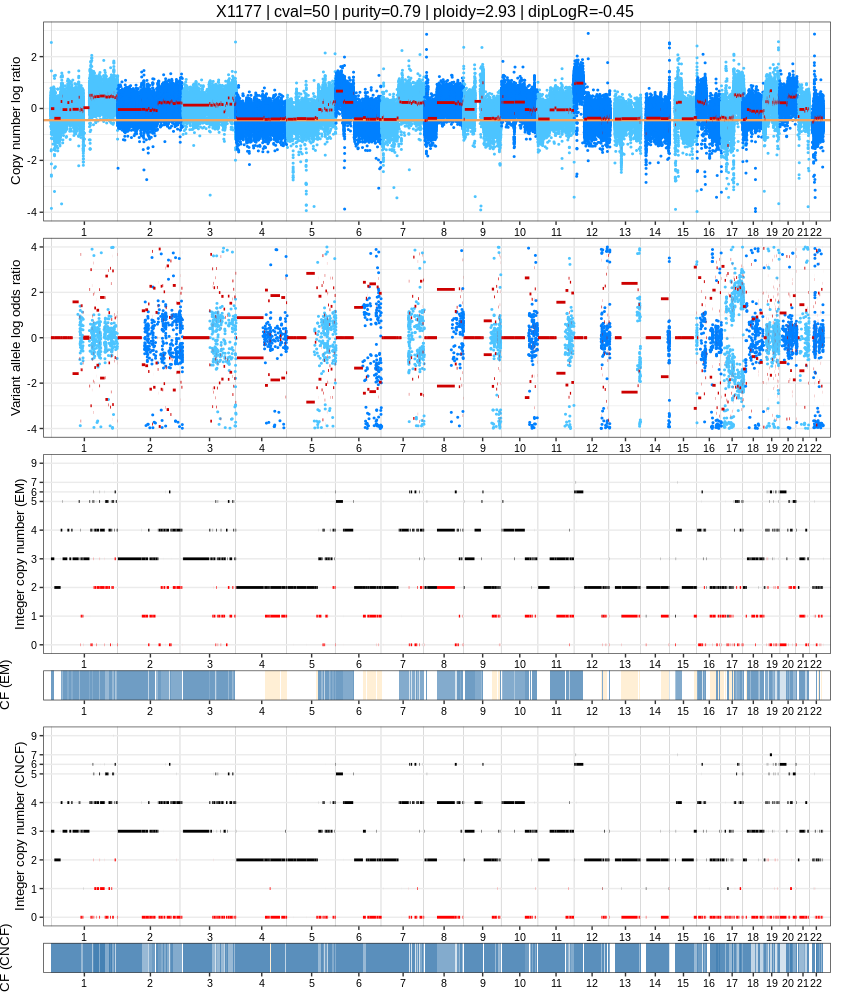 X1177 | cval=50 | purity=0.79 | ploidy=2.93 | dipLogR=-0.45
Copy number log ratio
2
0
-2
-4
1 2 3 4 5 6 7 8 9 10 11 12 13 14 15 16 17 18 19 20 21 22
Variant allele log odds ratio
4
2
0
-2
-4
1 2 3 4 5 6 7 8 9 10 11 12 13 14 15 16 17 18 19 20 21 22
Integer copy number (EM)
9
7
6
5
4
3
2
1
0
1 2 3 4 5 6 7 8 9 10 11 12 13 14 15 16 17 18 19 20 21 22
CF (EM)
1 2 3 4 5 6 7 8 9 10 11 12 13 14 15 16 17 18 19 20 21 22
Integer copy number (CNCF)
9
7
6
5
4
3
2
1
0
1 2 3 4 5 6 7 8 9 10 11 12 13 14 15 16 17 18 19 20 21 22
CF (CNCF)
1 2 3 4 5 6 7 8 9 10 11 12 13 14 15 16 17 18 19 20 21 22